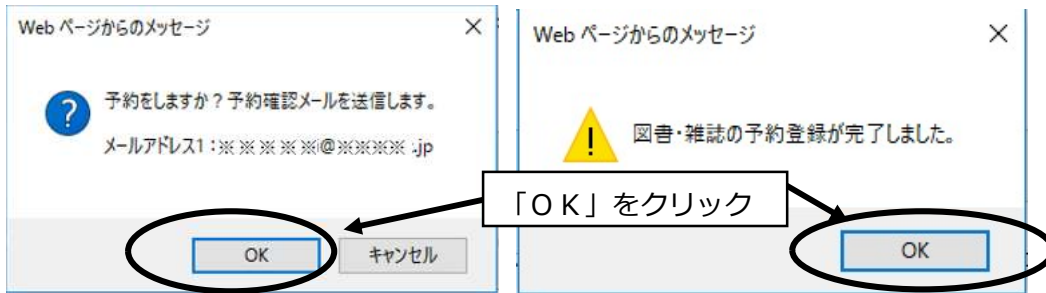 Web ページからのメッセージ
予約をしますか？予約確認メールを送信します。
メールアドレス1：※※※※※@※※※※.jp
OK
キャンセル
Web ページからのメッセージ
図書・雑誌の予約登録が完了しました。
OK
「ＯＫ」をクリック